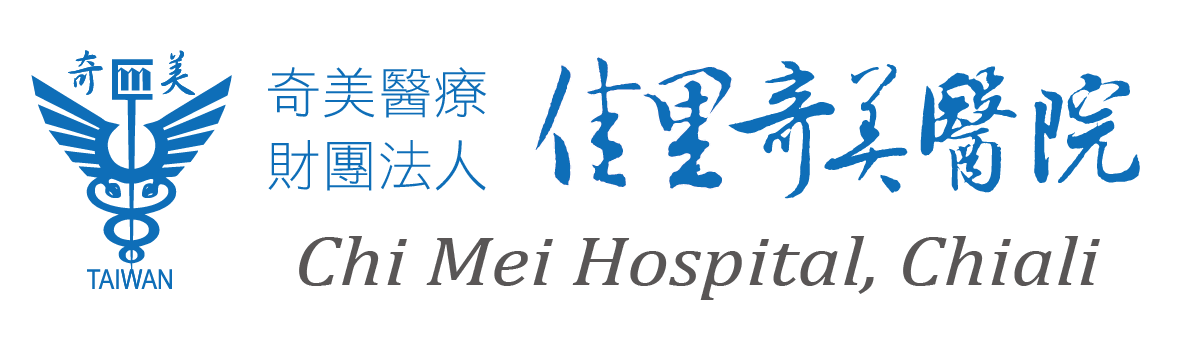 奇美
TAIWAN
奇美醫療
財團法人
佳里奇美醫院
Chi Mei Hospital, Chiali